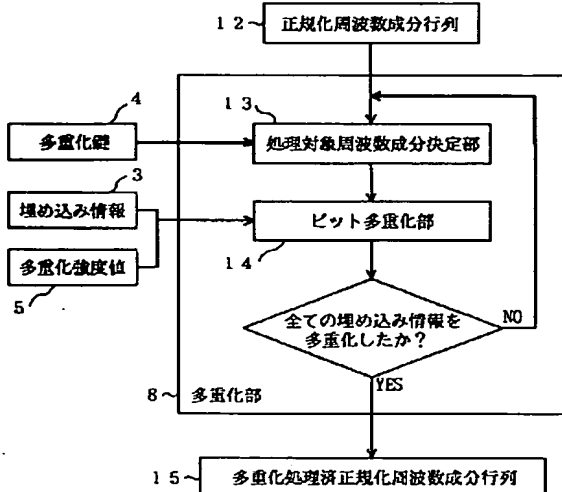 12 正規化周波数成分行列
4
13
多重化鍵
処理対象周波数成分決定部
3
埋め込み情報
ビット多重化部
14
多重化強度値
5
全ての埋め込み情報を
多重化したか?
NO
YES
8 多重化部
15 多重化処理済正規化周波数成分行列